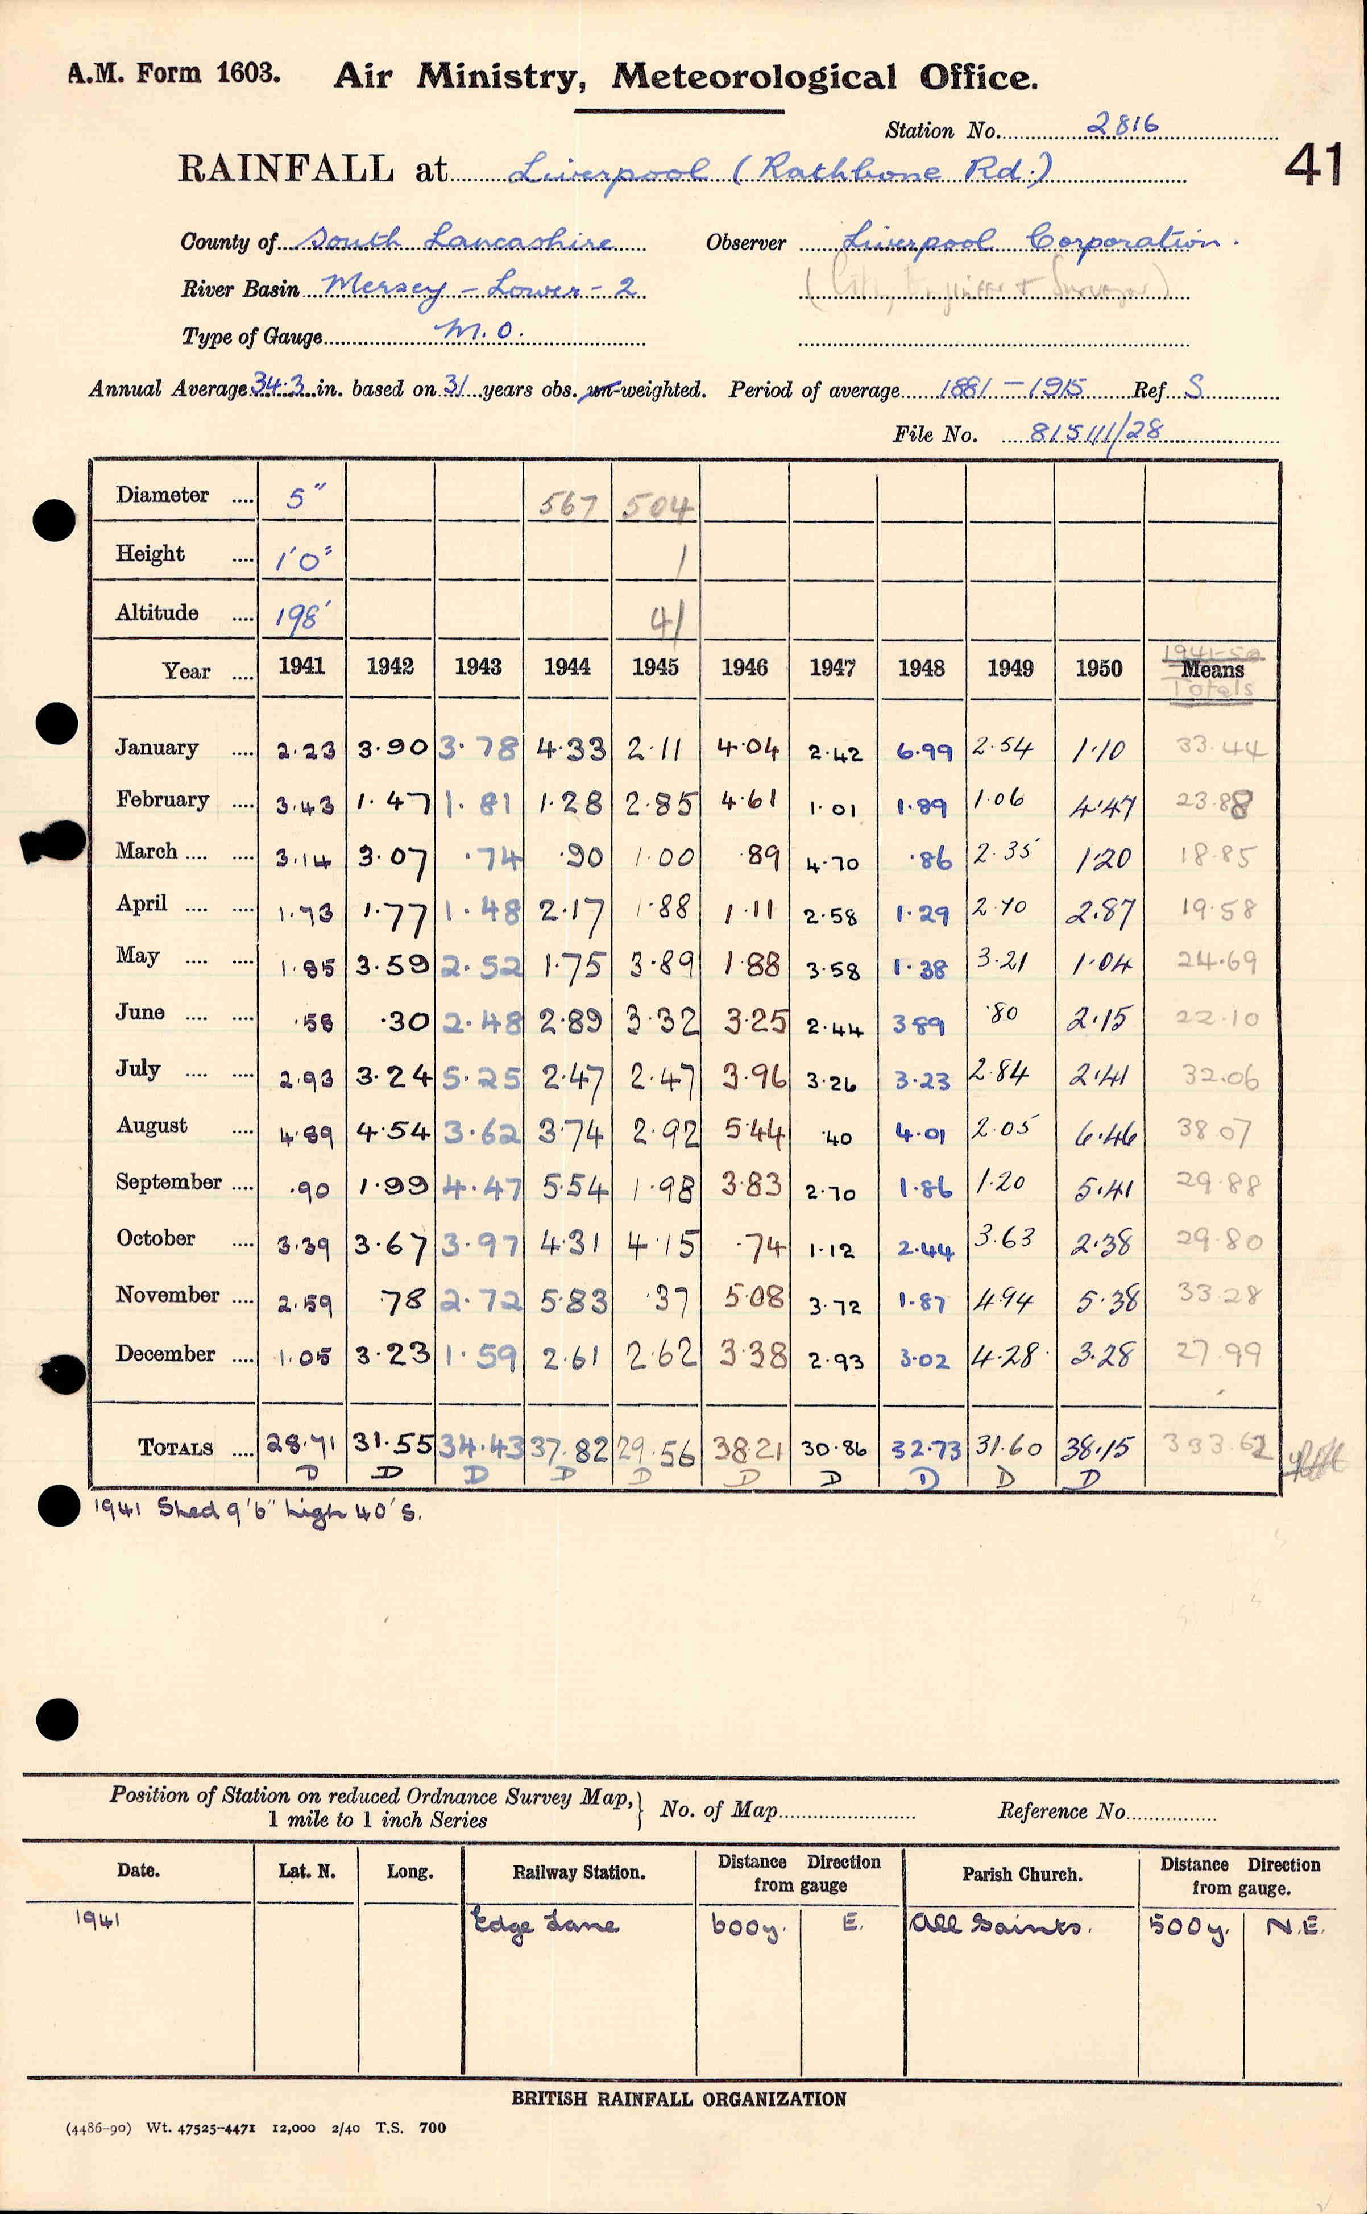 A.M. Form 1603. Air Ministry, Meteorological Office.
Station No. 2816
41
RAINFALL at Liverpool (Rathbone Rd.)
County of South Lancashire Observer Liverpool Corporation.
River Basin Mersey - Lower - 2 (City Engineer & Surveyor)
Type of Gauge M.O.
Annual Average 34.3 in. based on 31 years obs. un-weighted. Period of average 1881-1915 Ref S
File No. 815111/28
Diameter 5" 567 504
Height 1'0" 1
Altitude 198' 41
1941-50
Year 1941 1942 1943 1944 1945 1946 1947 1948 1949 1950 Means
Totals
January 2.23 3.90 3.78 4.33 2.11 4.04 2.42 6.99 2.54 1.10 33.44
February 3.43 1.47 1.81 1.28 2.85 4.61 1.01 1.89 1.06 4.47 23.88
March 3.14 3.07 .74 .90 1.00 .89 4.70 .86 2.35 1.20 18.85
April 1.73 1.77 1.48 2.17 1.88 1.11 2.58 1.29 2.70 2.87 19.58
May 1.85 3.59 2.52 1.75 3.89 1.88 3.58 1.38 3.21 1.04 24.69
June .58 .30 2.48 2.89 3.32 3.25 2.44 3.89 .80 2.15 22.10
July 2.93 3.24 5.25 2.47 2.47 3.96 3.26 3.23 2.84 2.41 32.06
August 4.89 4.54 3.62 3.74 2.92 5.44 .40 4.01 2.05 6.46 38.07
September .90 1.99 4.47 5.54 1.98 3.83 2.70 1.86 1.20 5.41 29.88
October 3.39 3.67 3.97 4.31 4.15 .74 1.12 2.44 3.63 2.38 29.80
November 2.59 .78 2.72 5.83 .37 5.08 3.72 1.87 4.94 5.38 33.28
December 1.05 3.23 1.59 2.61 2.62 3.38 2.93 3.02 4.28 3.28 27.99
TOTALS 28.71 31.55 34.43 37.82 29.56 38.21 30.86 32.73 31.60 38.15 333.62
D D D D D D D D D D
1941 Shed 9'6" high 40'S.
Position of Station on reduced Ordnance Survey Map, 1 mile to 1 inch Series } No. of Map Reference No.
Date. Lat. N. Long. Railway Station. Distance Direction from gauge Parish Church. Distance Direction from gauge.
1941 Edge Lane 600y. E. All Saints. 500y. N.E.
BRITISH RAINFALL ORGANIZATION
(4486-90) Wt. 47525-4471 12,000 2/40 T.S. 700